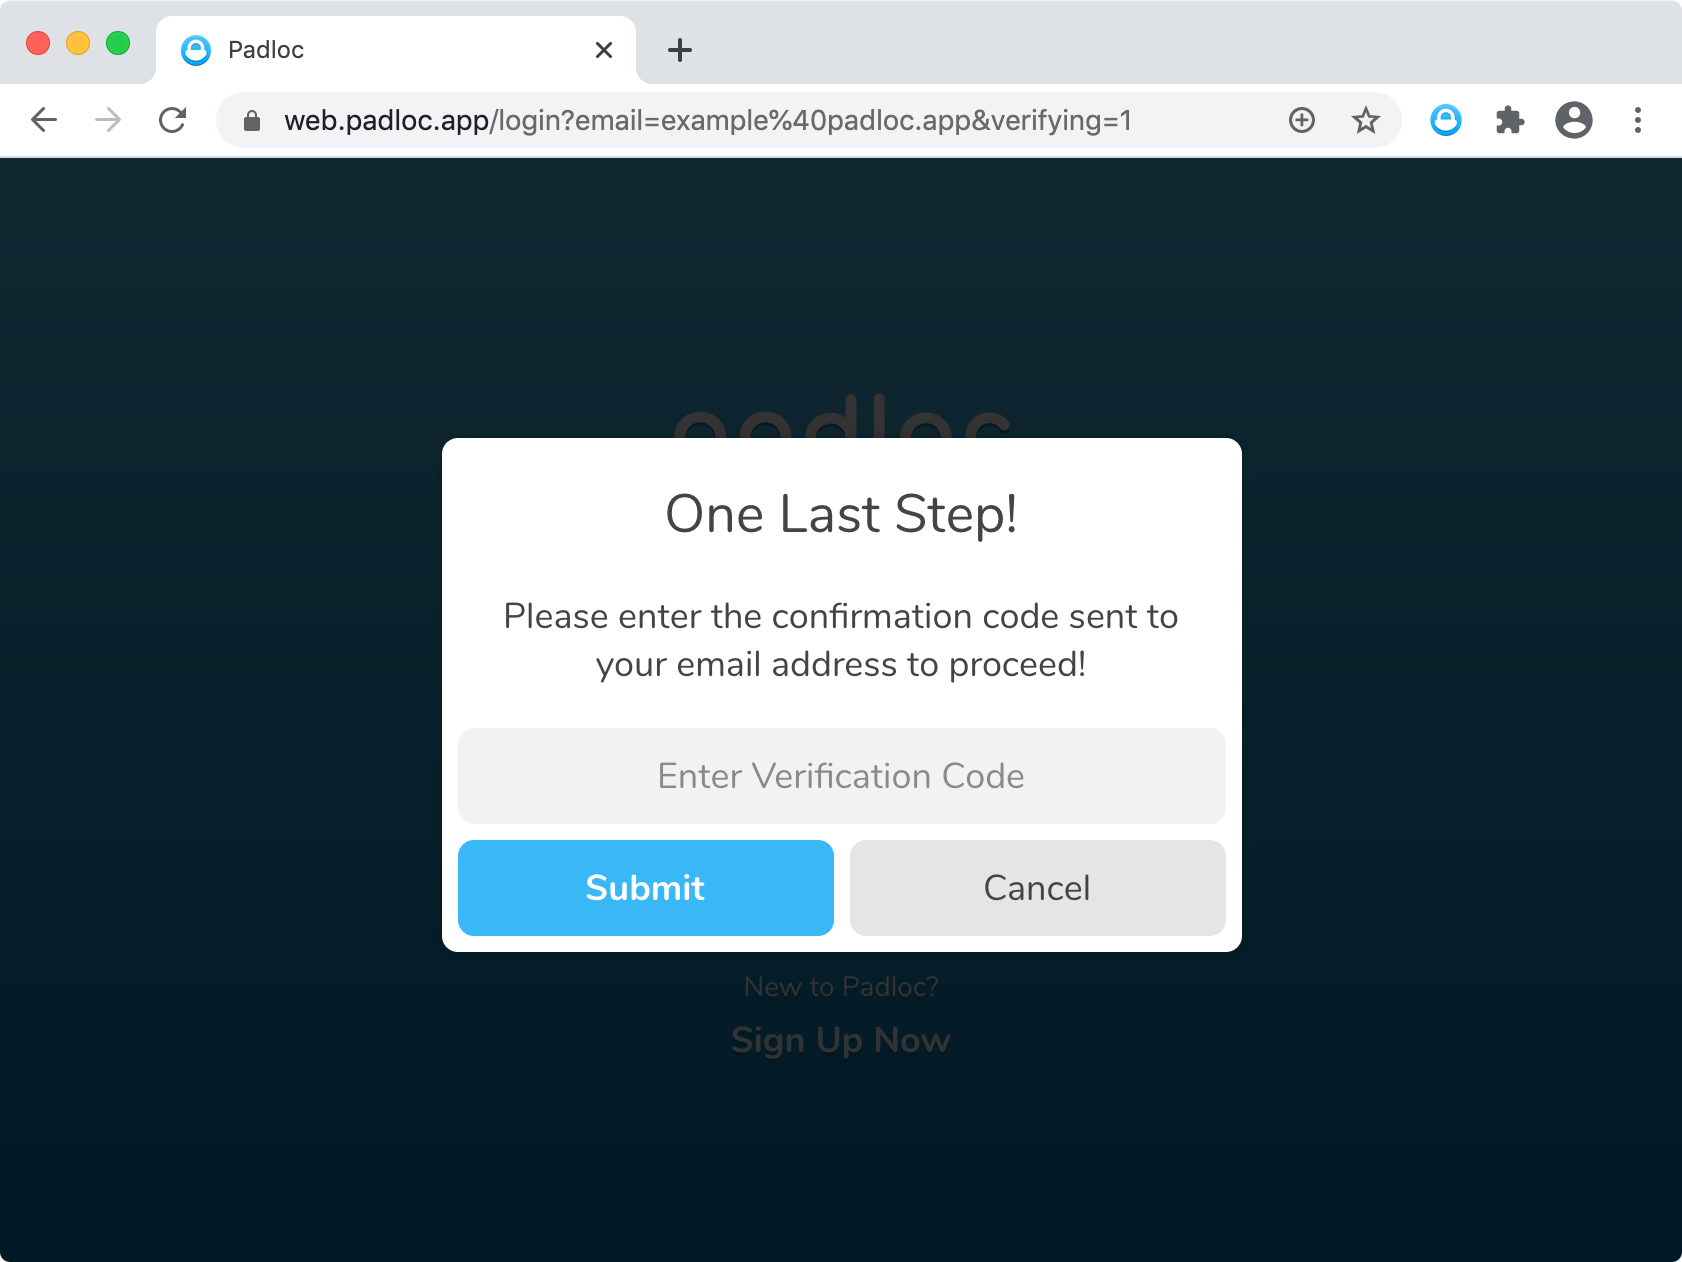 Padloc
web.padloc.app/login?email=example%40padloc.app&verifying=1
padloc
One Last Step!
Please enter the confirmation code sent to
your email address to proceed!
Enter Verification Code
Submit
Cancel
New to Padloc?
Sign Up Now